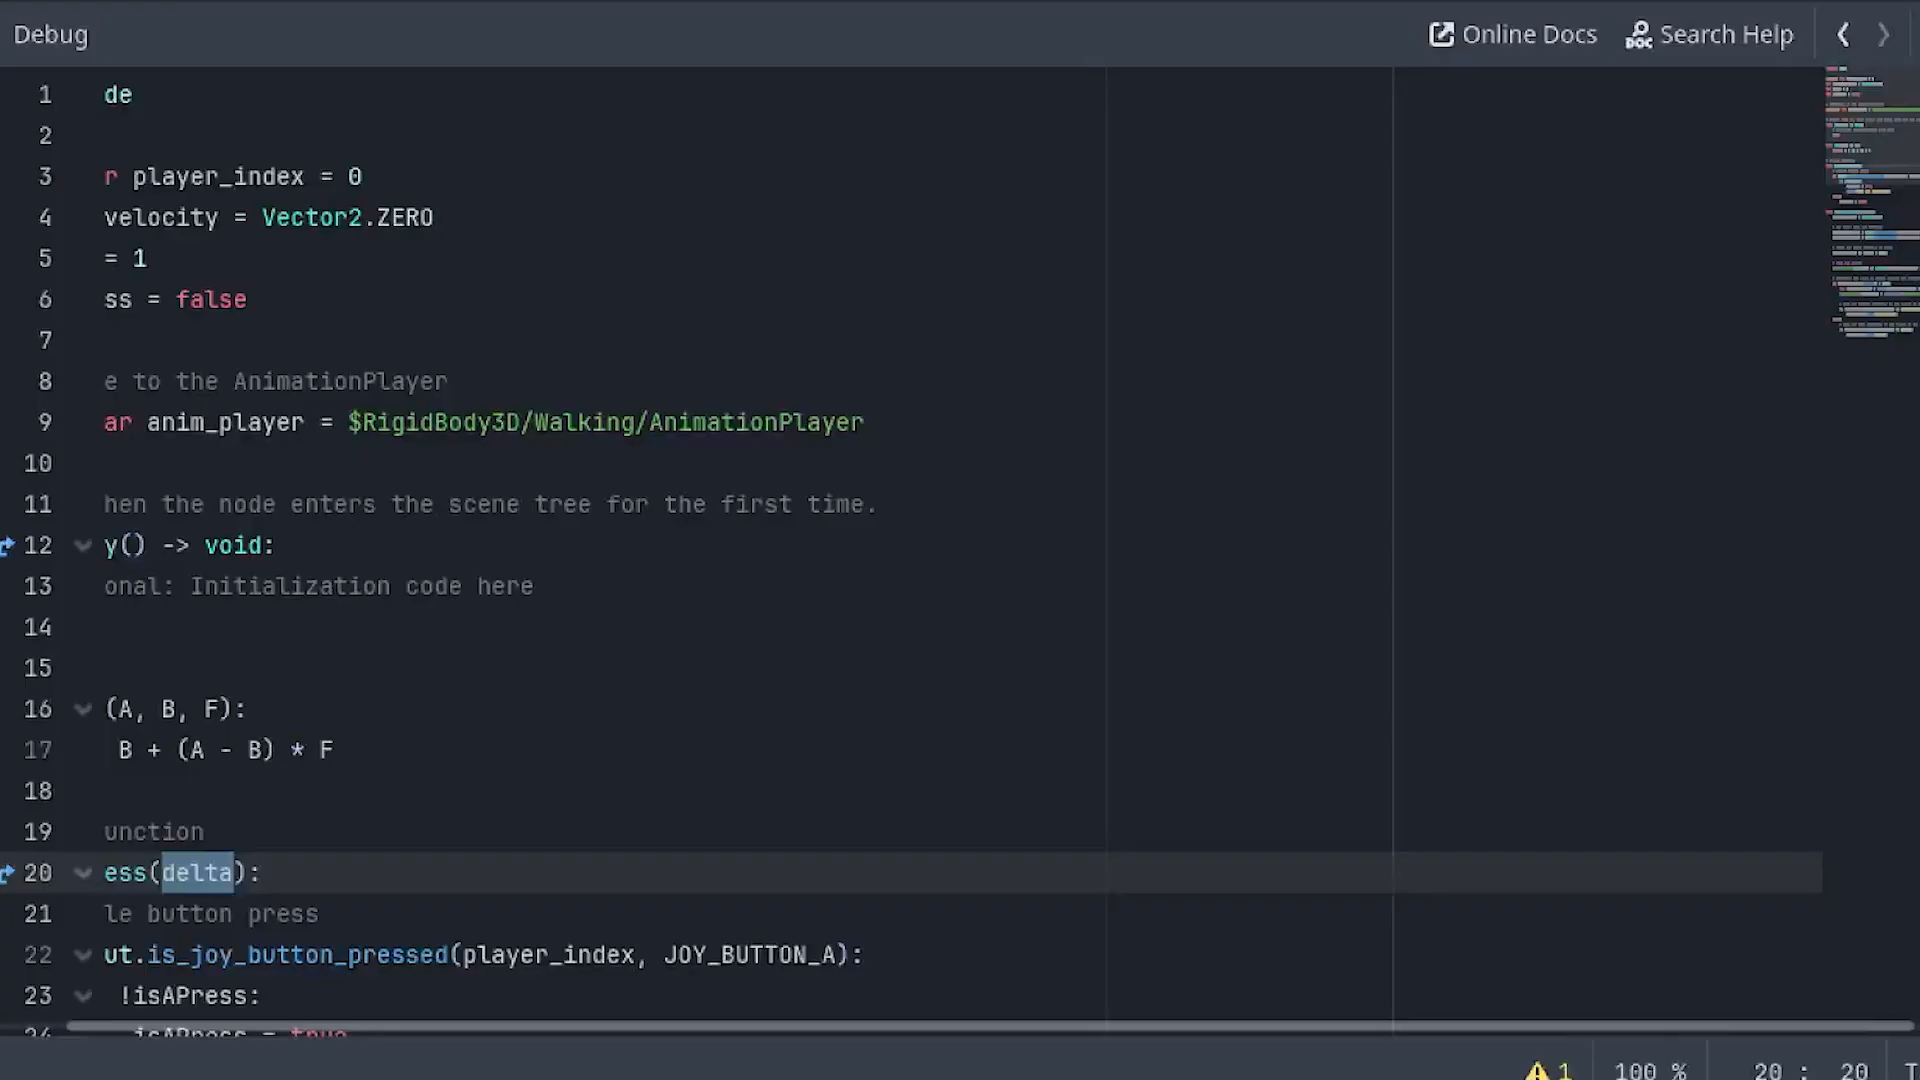 Debug Online Docs Search Help
1 de
2
3 r player_index = 0
4 velocity = Vector2.ZERO
5 = 1
6 ss = false
7
8 e to the AnimationPlayer
9 ar anim_player = $RigidBody3D/Walking/AnimationPlayer
10
11 hen the node enters the scene tree for the first time.
12 y() -> void:
13 onal: Initialization code here
14
15
16 (A, B, F):
17 B + (A - B) * F
18
19 unction
20 ess(delta):
21 le button press
22 ut.is_joy_button_pressed(player_index, JOY_BUTTON_A):
23 !isAPress:
24 isAPress = true
1 100 % 20 : 20 T